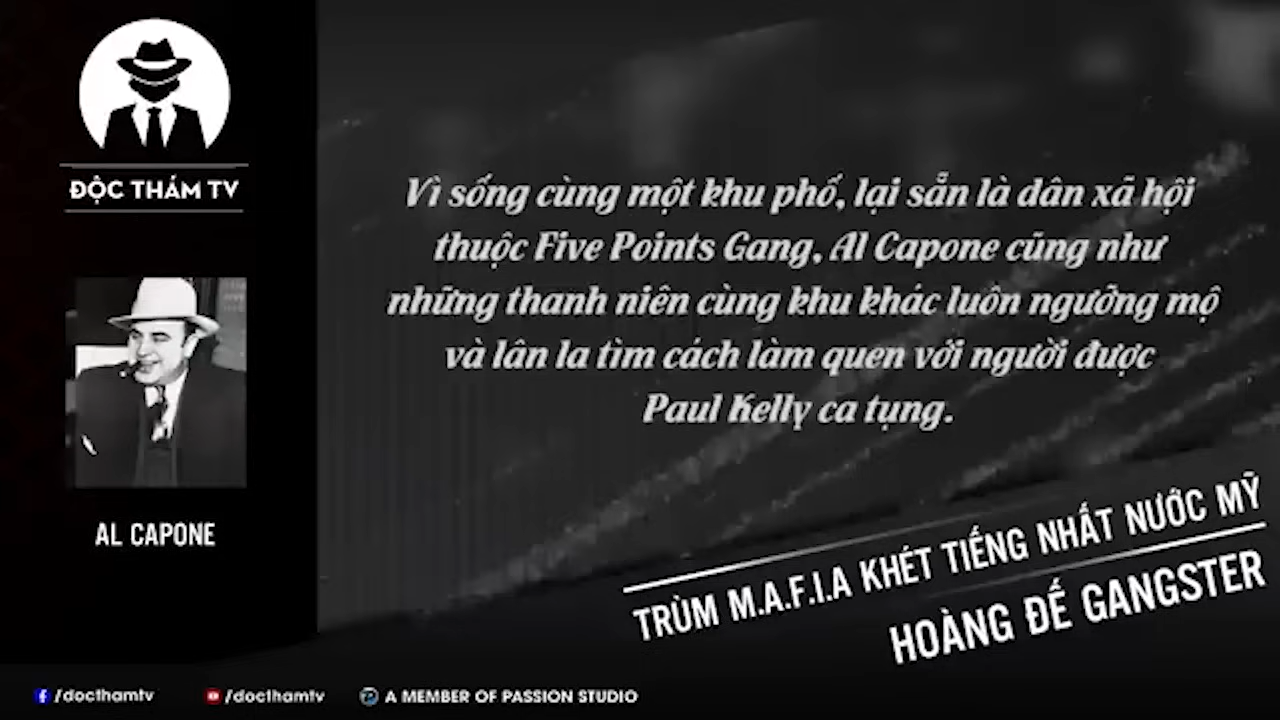 ĐỘC THÁM TV
AL CAPONE
Vì sống cùng một khu phố, lại sẵn là dân xã hội
thuộc Five Points Gang, Al Capone cũng như
những thanh niên cùng khu khác luôn ngưỡng mộ
và lân la tìm cách làm quen với người được
Paul Kelly ca tụng.
TRÙM M.A.F.I.A KHÉT TIẾNG NHẤT NƯỚC MỸ
HOÀNG ĐẾ GANGSTER
/docthamtv
/docthamtv
A MEMBER OF PASSION STUDIO